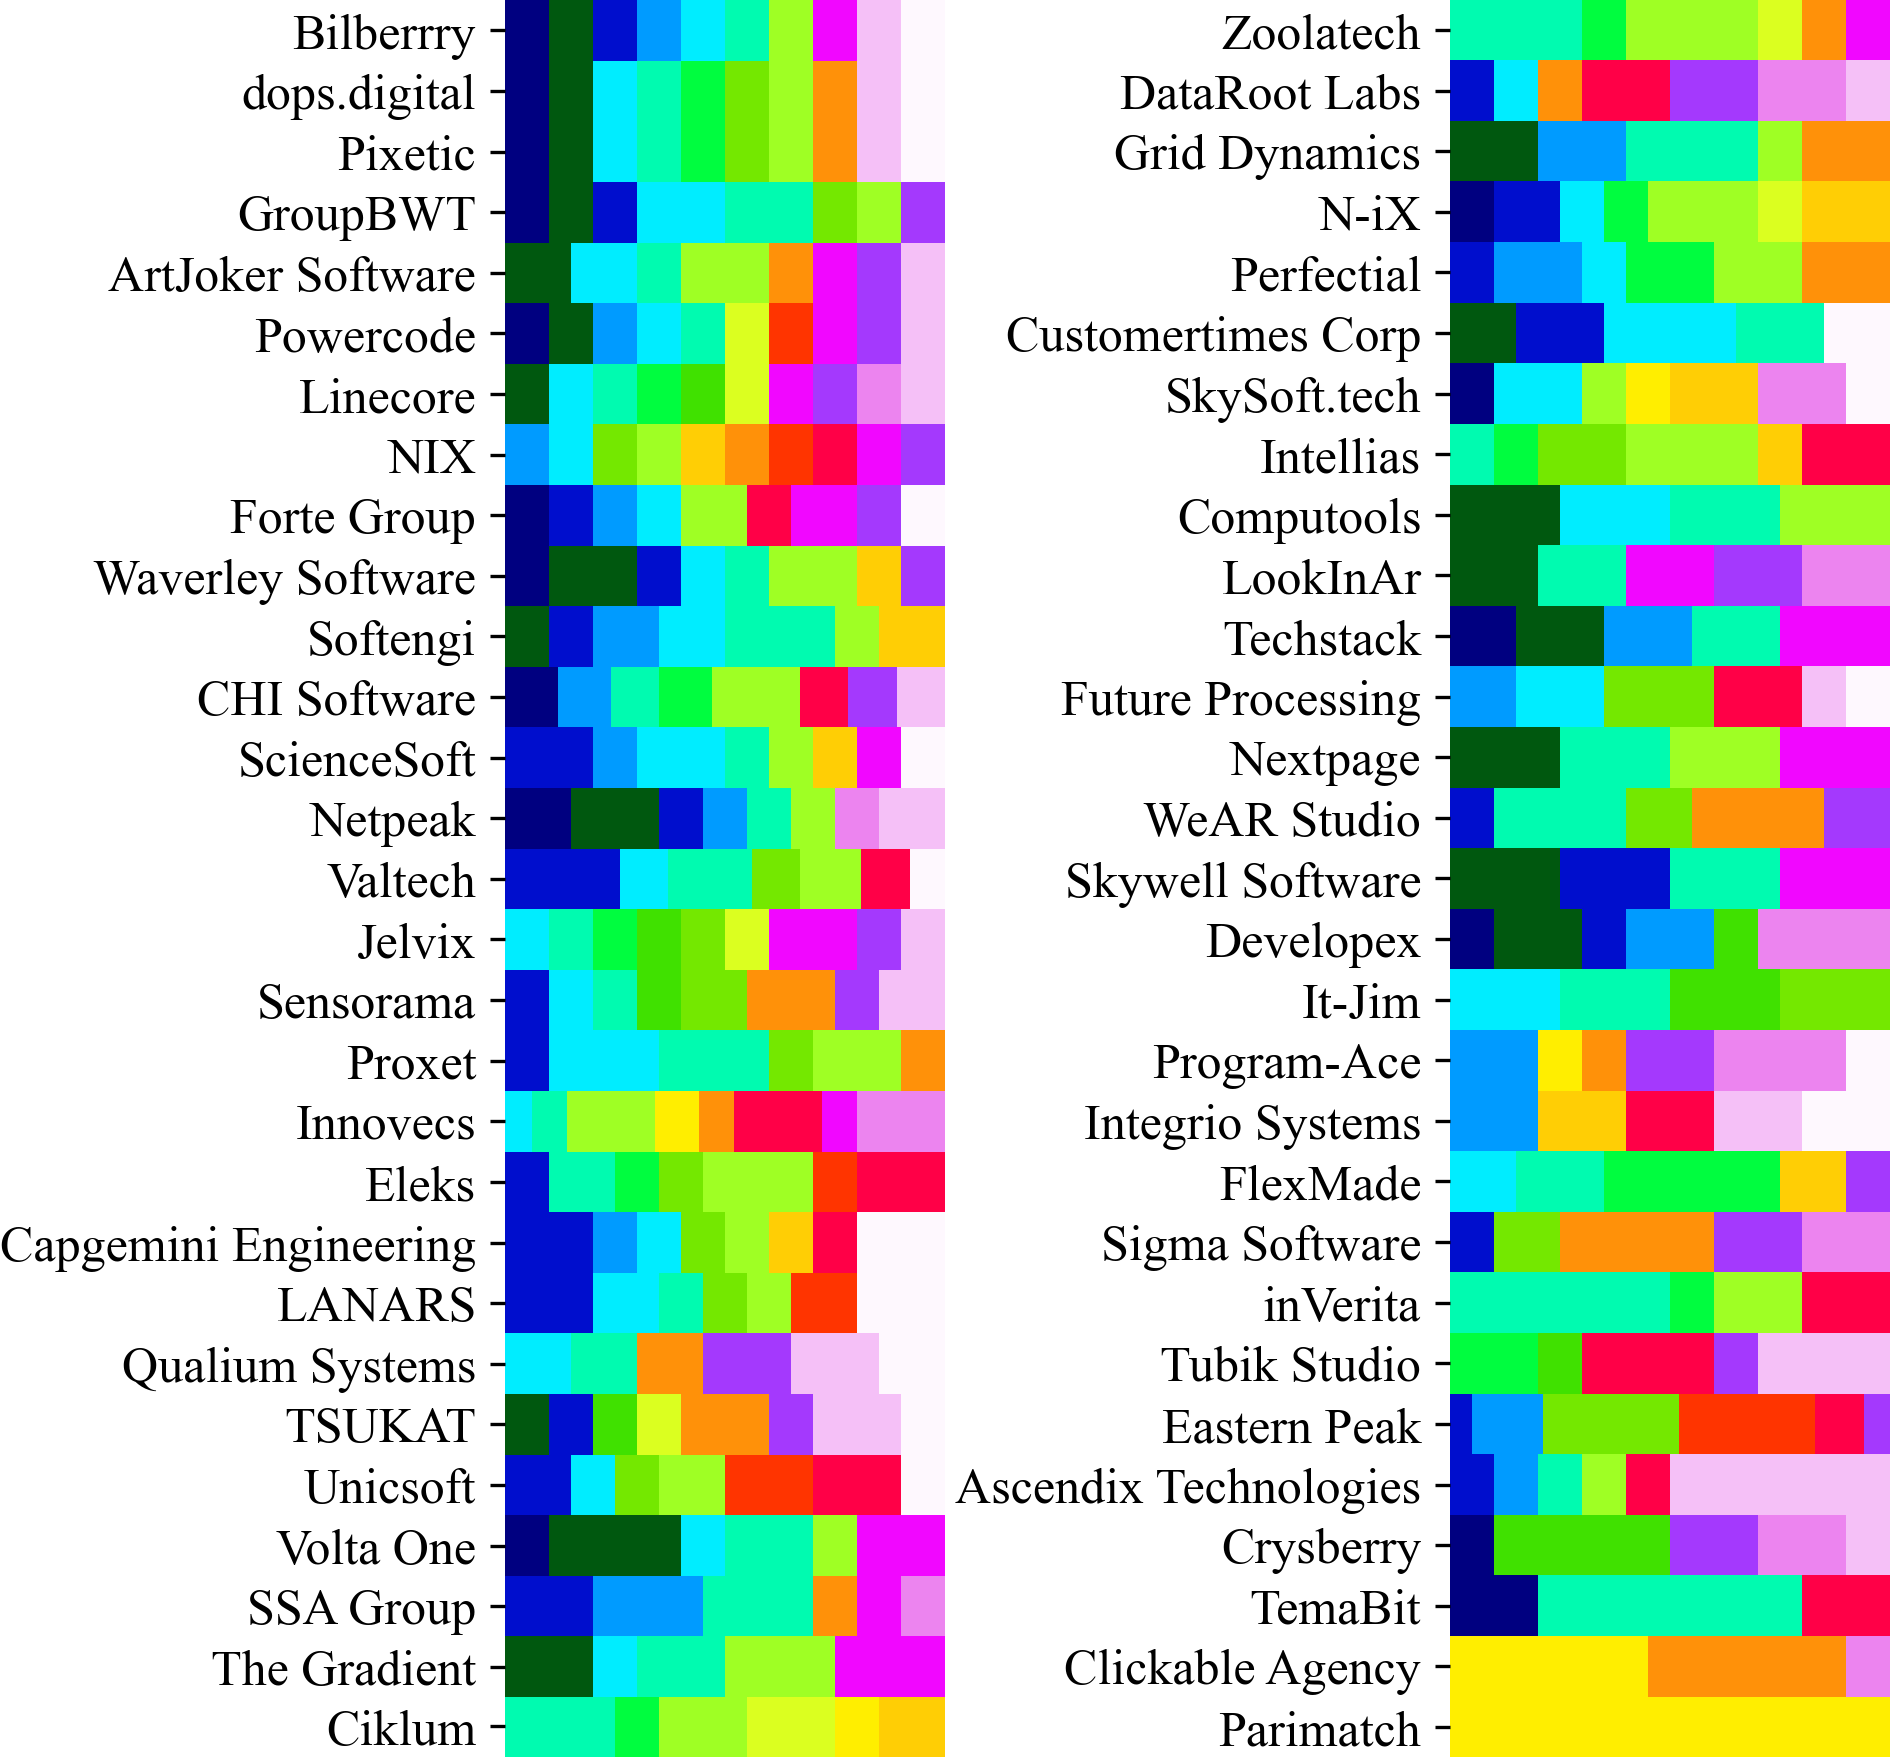 Bilberrry
dops.digital
Pixetic
GroupBWT
ArtJoker Software
Powercode
Linecore
NIX
Forte Group
Waverley Software
Softengi
CHI Software
ScienceSoft
Netpeak
Valtech
Jelvix
Sensorama
Proxet
Innovecs
Eleks
Capgemini Engineering
LANARS
Qualium Systems
TSUKAT
Unicsoft
Volta One
SSA Group
The Gradient
Ciklum
Zoolatech
DataRoot Labs
Grid Dynamics
N-iX
Perfectial
Customertimes Corp
SkySoft.tech
Intellias
Computools
LookInAr
Techstack
Future Processing
Nextpage
WeAR Studio
Skywell Software
Developex
It-Jim
Program-Ace
Integrio Systems
FlexMade
Sigma Software
inVerita
Tubik Studio
Eastern Peak
Ascendix Technologies
Crysberry
TemaBit
Clickable Agency
Parimatch